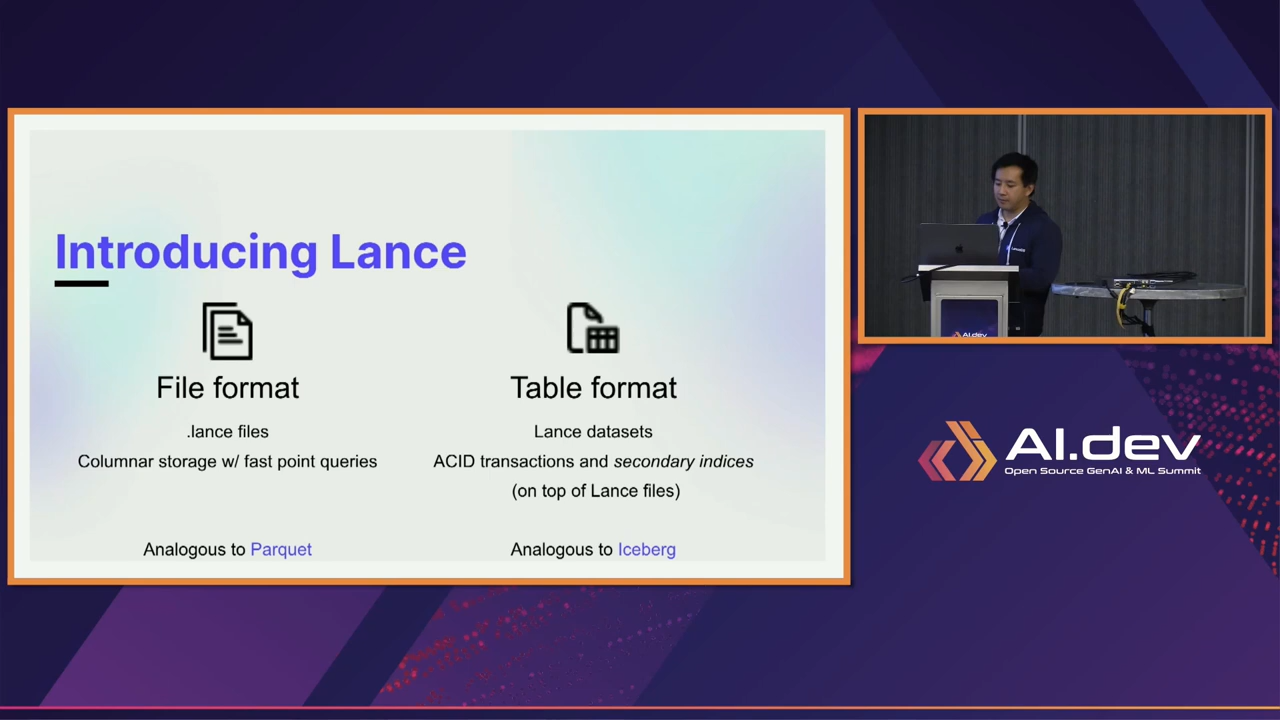 Introducing Lance
File format
.lance files
Columnar storage w/ fast point queries
Analogous to Parquet
Table format
Lance datasets
ACID transactions and secondary indices
(on top of Lance files)
Analogous to Iceberg
AI.dev
AI.dev
Open Source GenAI & ML Summit